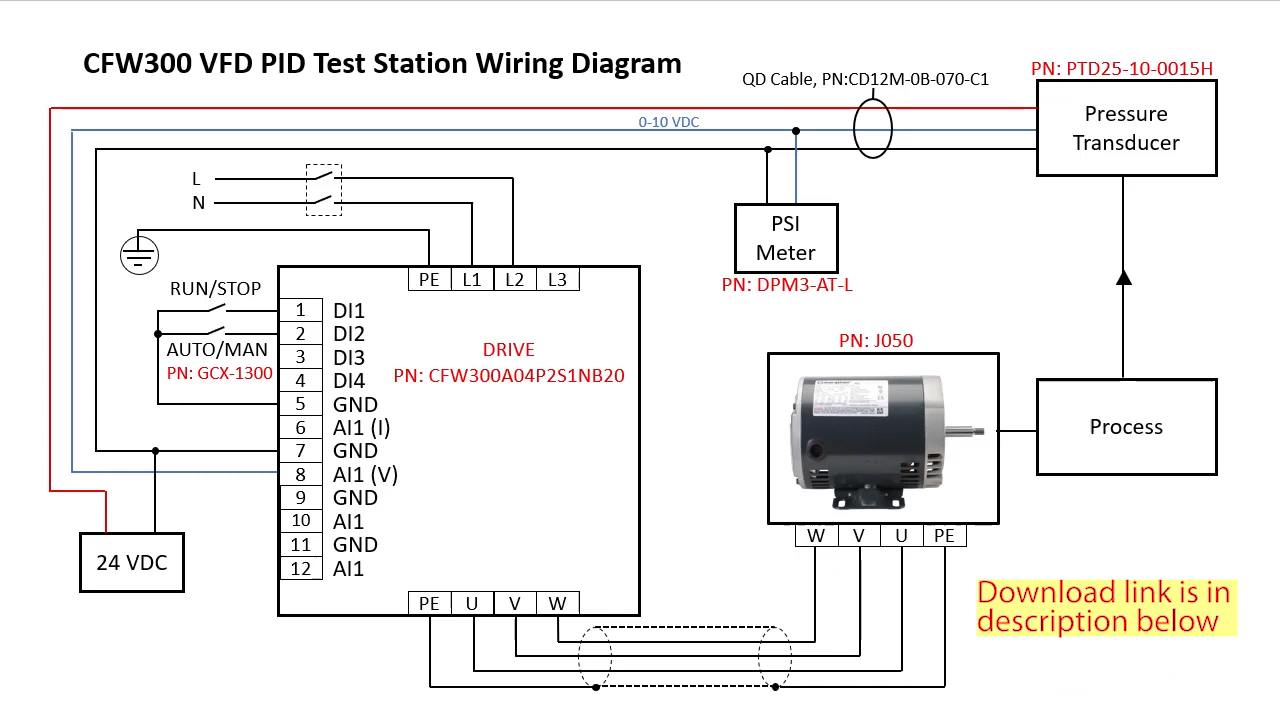 CFW300 VFD PID Test Station Wiring Diagram
QD Cable, PN:CD12M-0B-070-C1
PN: PTD25-10-0015H
Pressure
Transducer
0-10 VDC
L
N
PSI
Meter
PN: DPM3-AT-L
PE L1 L2 L3
RUN/STOP
AUTO/MAN
PN: GCX-1300
1 DI1
2 DI2
3 DI3
4 DI4
5 GND
6 AI1 (I)
7 GND
8 AI1 (V)
9 GND
10 AI1
11 GND
12 AI1
DRIVE
PN: CFW300A04P2S1NB20
PE U V W
24 VDC
PN: J050
W V U PE
Process
Download link is in
description below